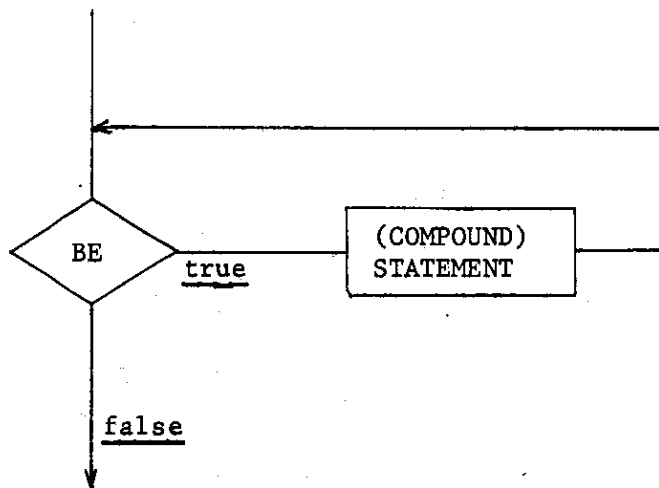 BE
true
(COMPOUND)
STATEMENT
false